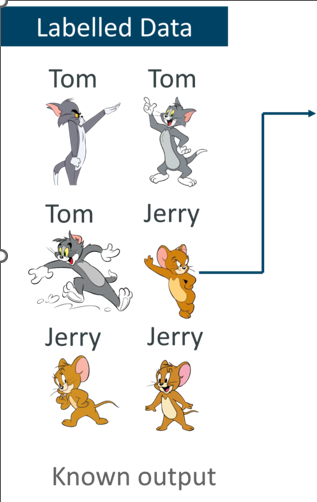 Labelled Data
Tom Tom
Tom Jerry
Jerry Jerry
Known output